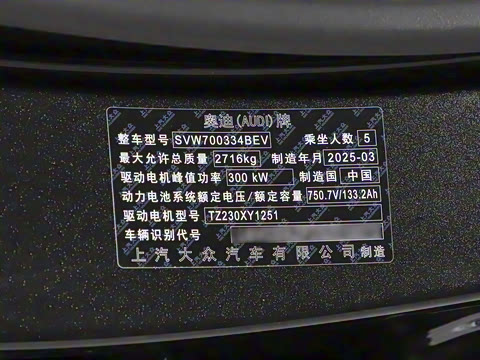 奥迪(AUDI)牌
整车型号 SVW700334BEV 乘坐人数 5
最大允许总质量 2716kg 制造年月 2025-03
驱动电机峰值功率 300 kW 制造国 中国
动力电池系统额定电压/额定容量 750.7V/133.2Ah
驱动电机型号 TZ230XY1251
车辆识别代号
上汽大众汽车有限公司 制造